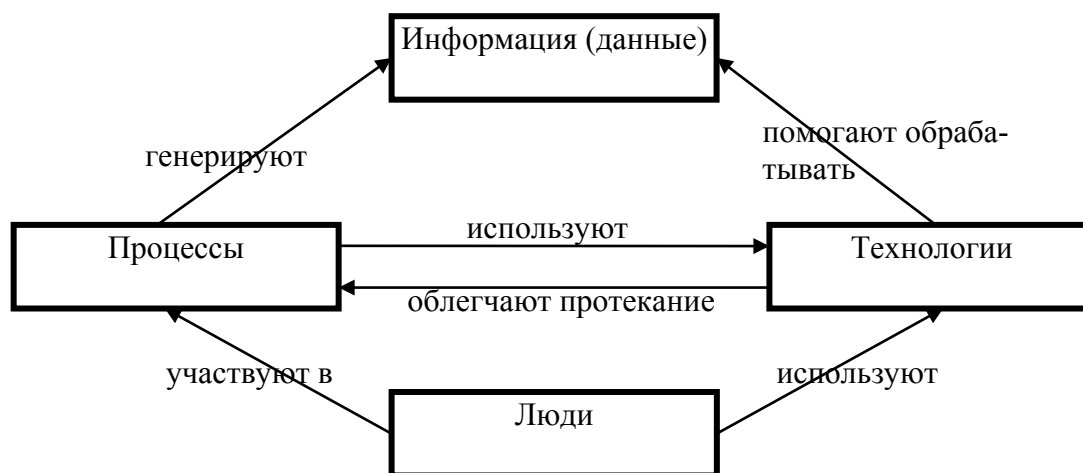 Информация (данные)
помогают обраба-
тывать
генерируют
Процессы
используют
Технологии
облегчают протекание
участвуют в
используют
Люди